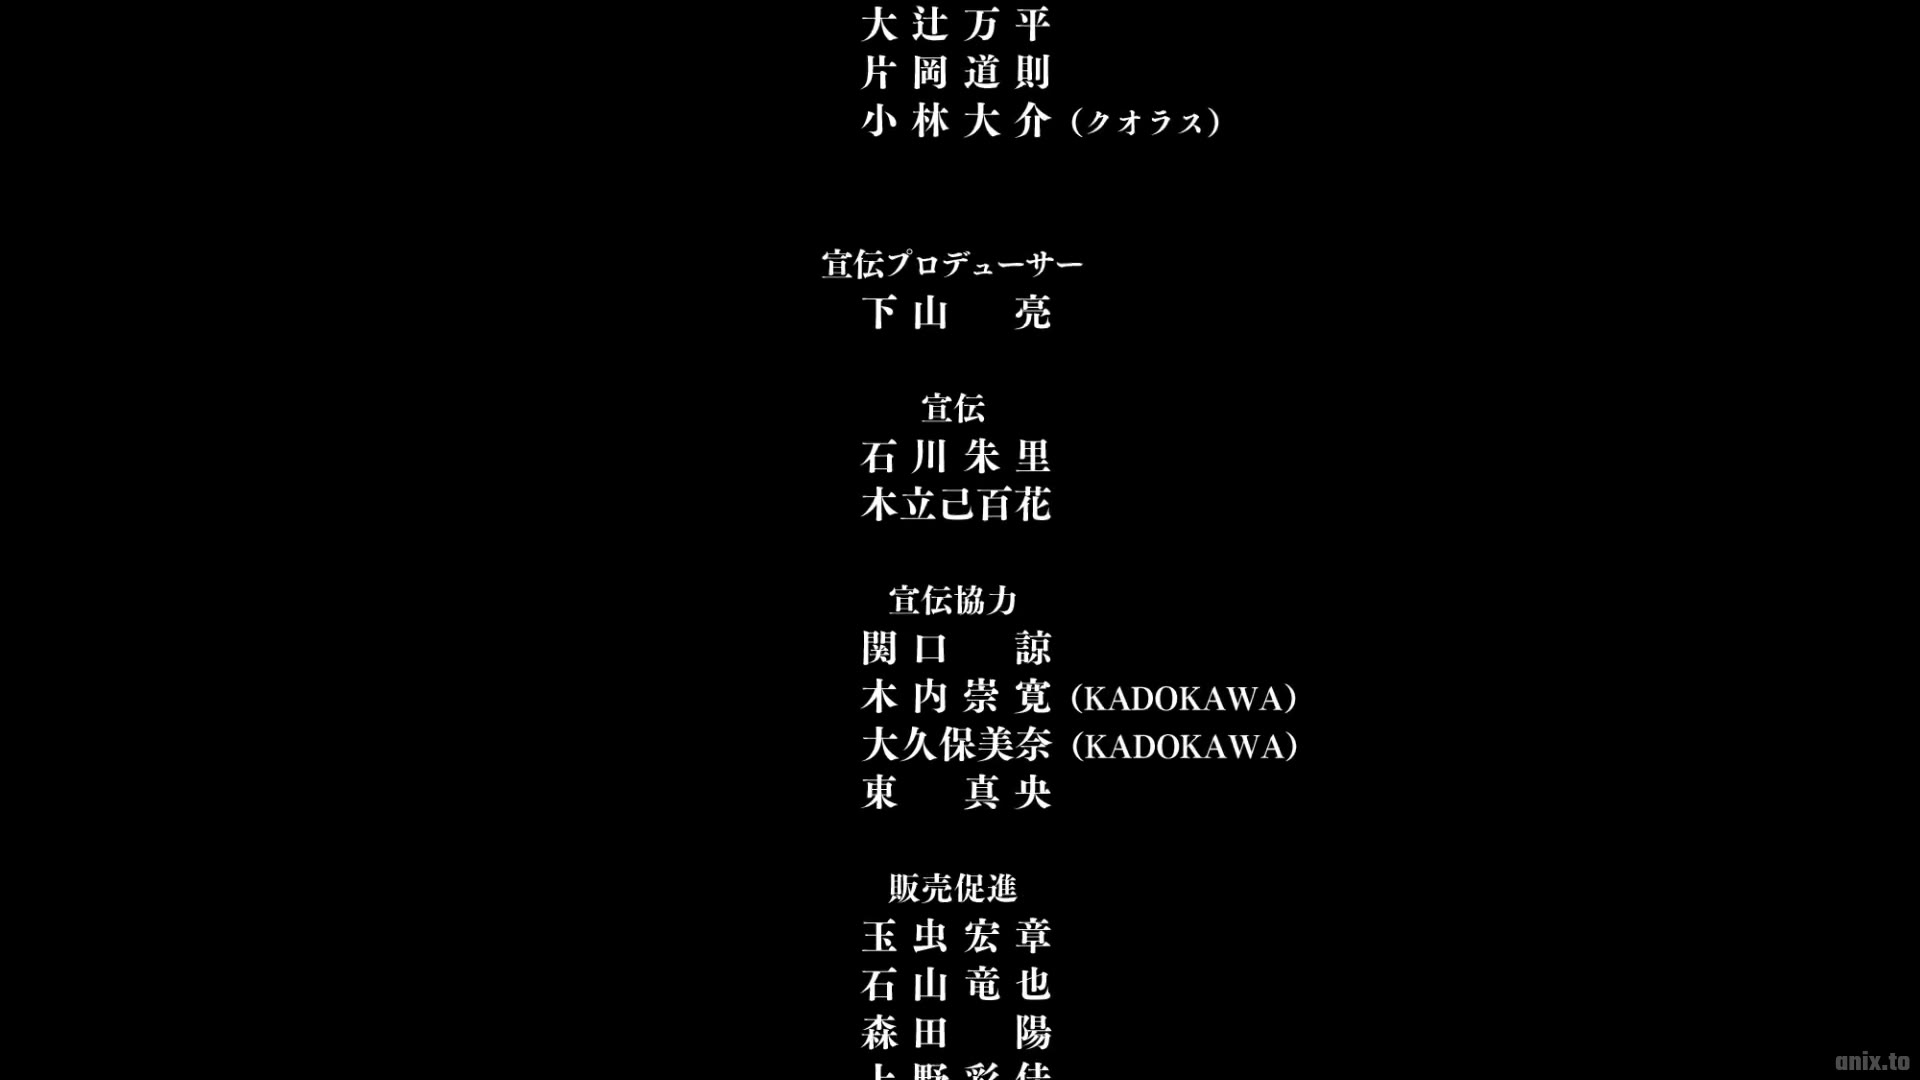 大辻万平
片岡道則
小林大介（クオラス）
宣伝プロデューサー
下山 亮
宣伝
石川朱里
木立己百花
宣伝協力
関口 諒
木内崇寛（KADOKAWA）
大久保美奈（KADOKAWA）
東 真央
販売促進
玉虫宏章
石山竜也
森田 陽
上野彩佳
anix.to